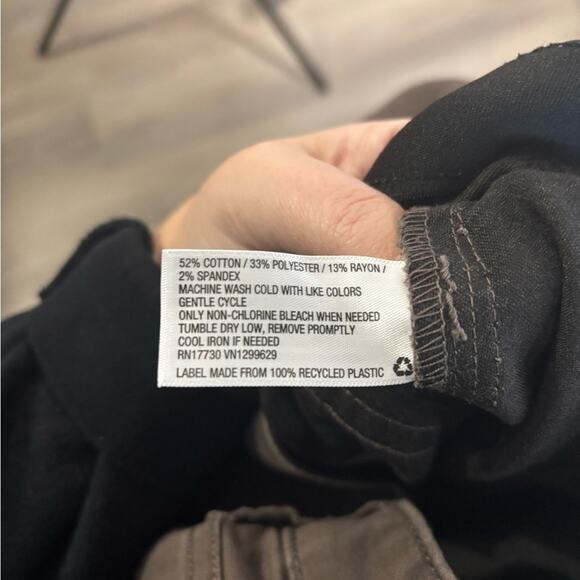 52% COTTON / 33% POLYESTER / 13% RAYON /
2% SPANDEX
MACHINE WASH COLD WITH LIKE COLORS
GENTLE CYCLE
ONLY NON-CHLORINE BLEACH WHEN NEEDED
TUMBLE DRY LOW, REMOVE PROMPTLY
COOL IRON IF NEEDED
RN17730 VN1299629
LABEL MADE FROM 100% RECYCLED PLASTIC